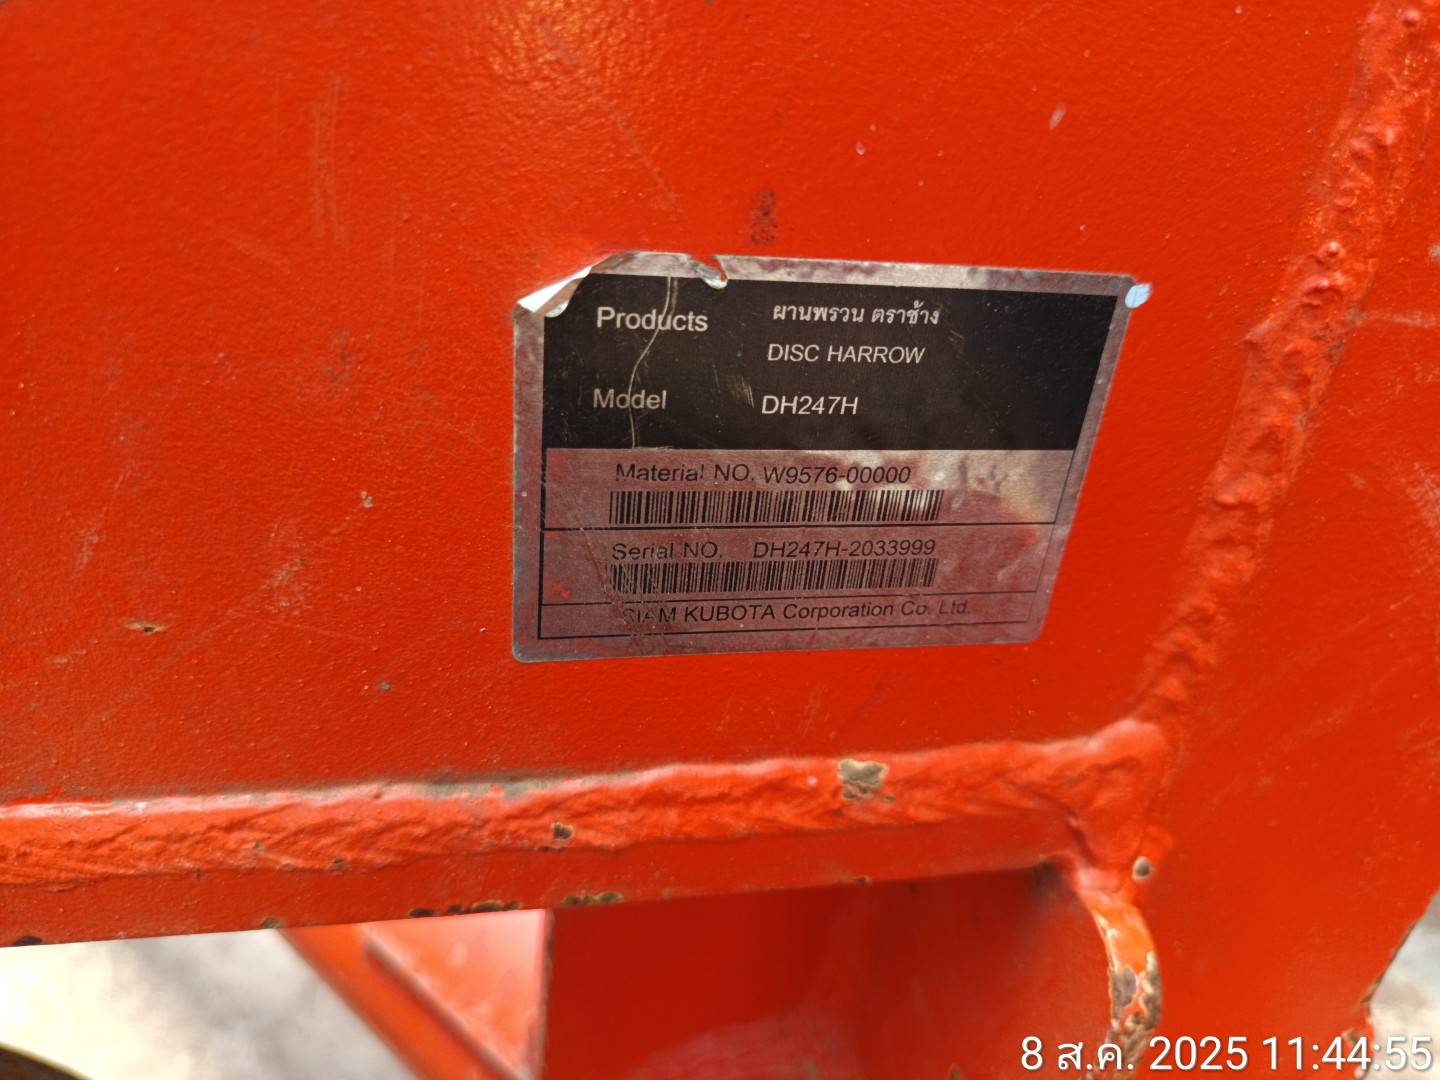 Products ผานพรวน ตราช้าง
DISC HARROW
Model DH247H
Material NO. W9576-00000
Serial NO. DH247H-2033999
SIAM KUBOTA Corporation Co. Ltd.
8 ส.ค. 2025 11:44:55